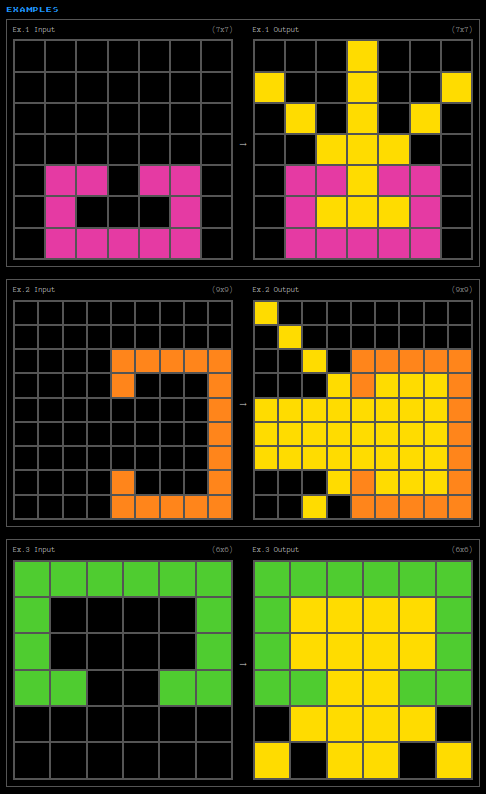 EXAMPLES
Ex.1 Input (7x7) Ex.1 Output (7x7)
→
Ex.2 Input (9x9) Ex.2 Output (9x9)
→
Ex.3 Input (6x6) Ex.3 Output (6x6)
→